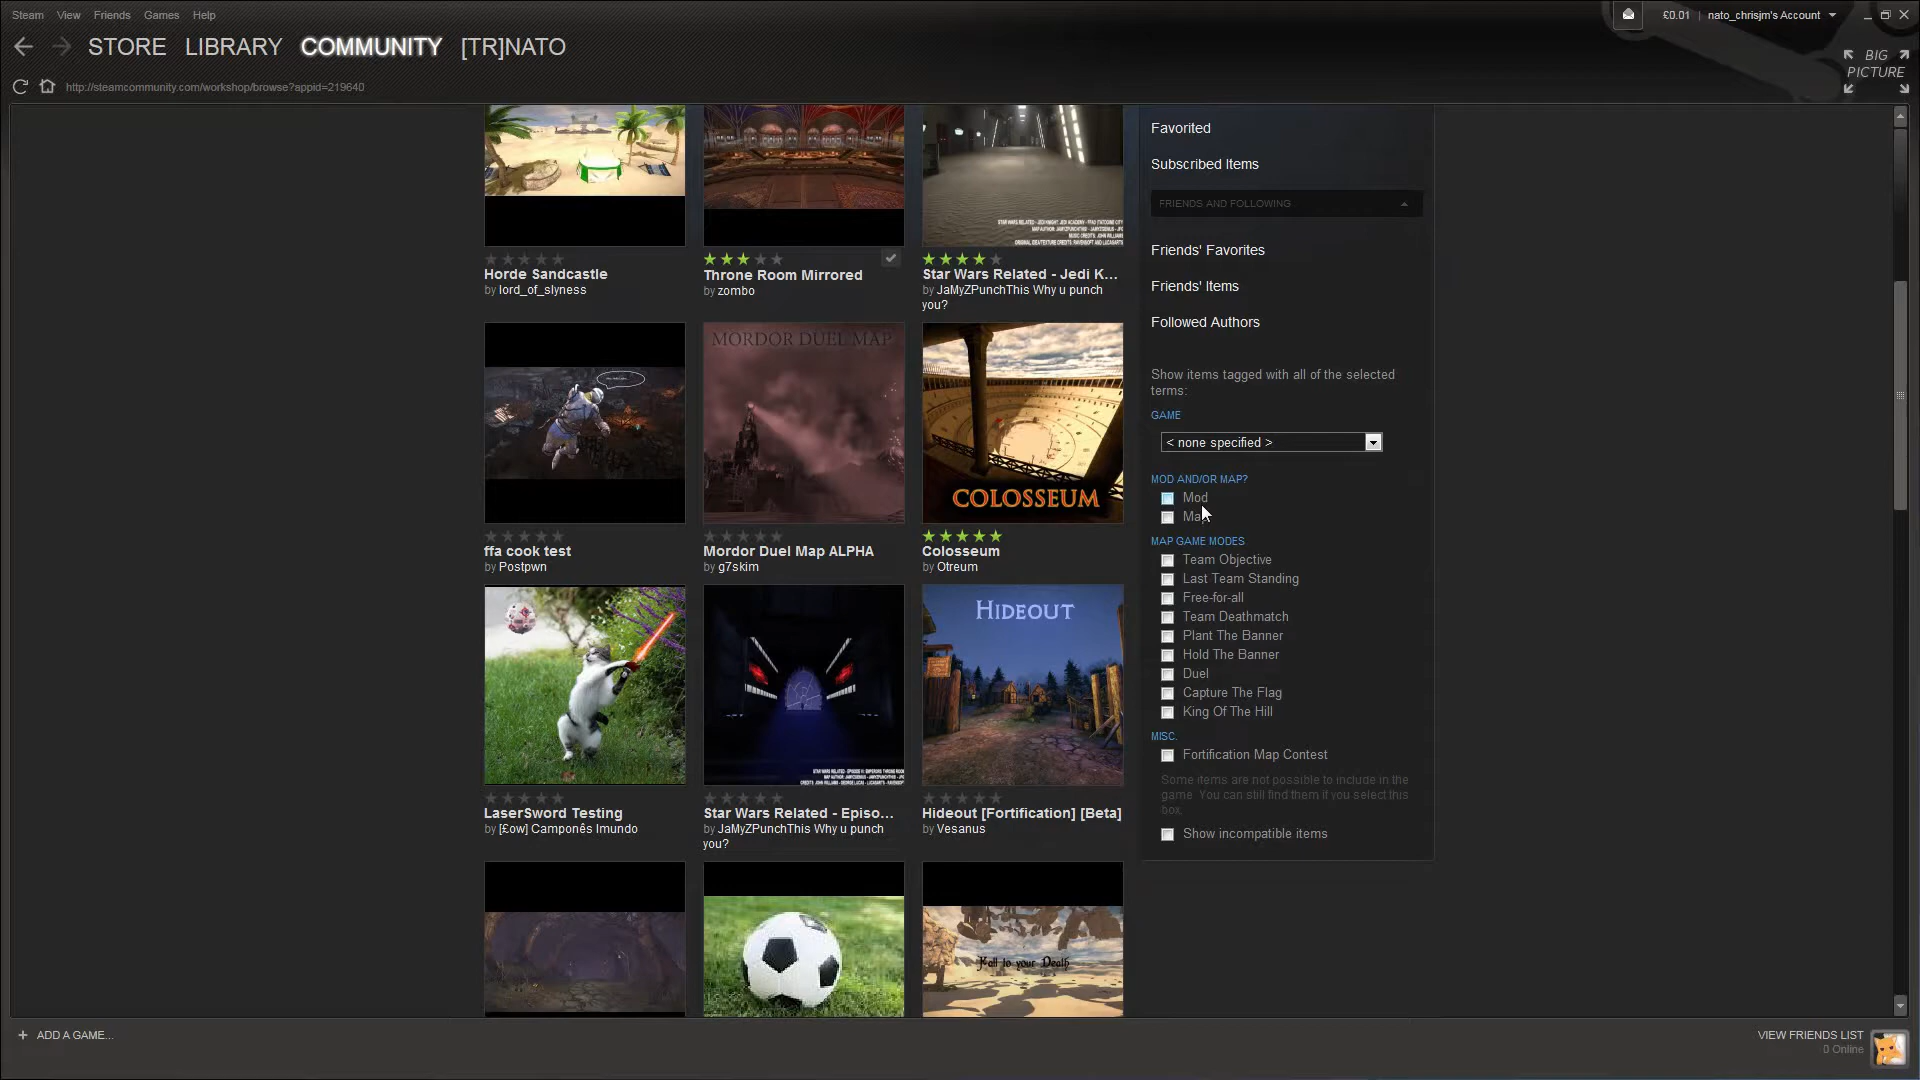 Steam View Friends Games Help
£0.01 | nato_chrisjm's Account
STORE LIBRARY COMMUNITY [TR]NATO
BIG
PICTURE
http://steamcommunity.com/workshop/browse?appid=219640
Favorited
Subscribed Items
FRIENDS AND FOLLOWING
Friends' Favorites
Friends' Items
Followed Authors
Horde Sandcastle
by lord_of_slyness
Throne Room Mirrored
by zombo
Star Wars Related - Jedi K...
by JaMyZPunchThis Why u punch
you?
Show items tagged with all of the selected
terms:
GAME
< none specified >
MOD AND/OR MAP?
Mod
MAP GAME MODES
Team Objective
Last Team Standing
Free-for-all
Team Deathmatch
Plant The Banner
Hold The Banner
Duel
Capture The Flag
King Of The Hill
MISC.
Fortification Map Contest
Some items are not possible to include in the
game. You can still find them if you select this
box.
Show incompatible items
MORDOR DUEL MAP
COLOSSEUM
ffa cook test
by Postpwn
Mordor Duel Map ALPHA
by g7skim
Colosseum
by Otreum
HIDEOUT
LaserSword Testing
by [£ow] Camponês Imundo
Star Wars Related - Episo...
by JaMyZPunchThis Why u punch
you?
Hideout [Fortification] [Beta]
by Vesanus
Fall to your Death
+ ADD A GAME...
VIEW FRIENDS LIST
0 Online